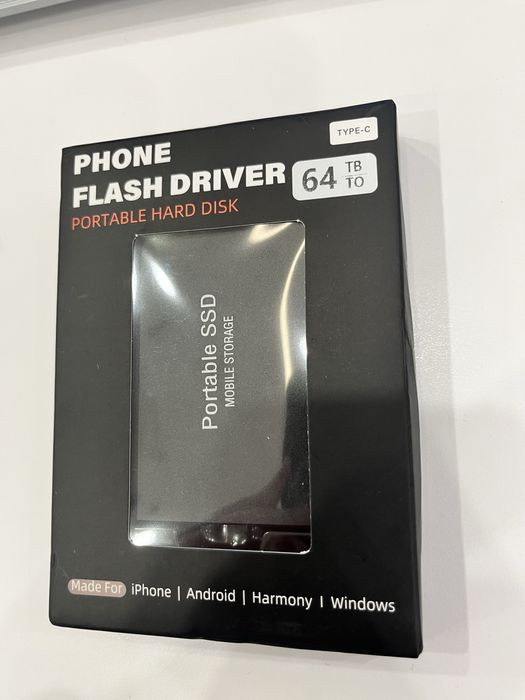 TYPE-C
PHONE
FLASH DRIVER
64 TB
TO
PORTABLE HARD DISK
Portable SSD
MOBILE STORAGE
Made For iPhone | Android | Harmony I Windows